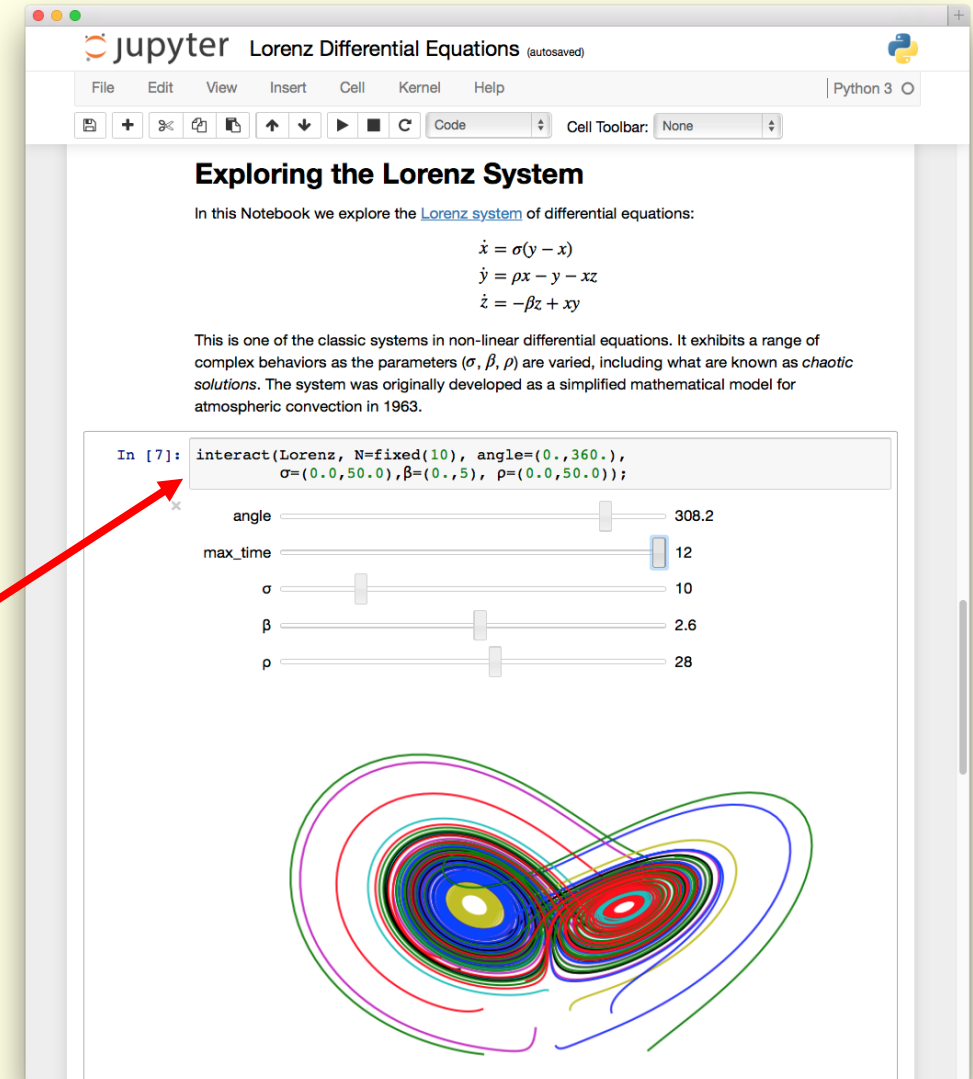 jupyter Lorenz Differential Equations (autosaved)
File Edit View Insert Cell Kernel Help Python 3
Code Cell Toolbar: None
Exploring the Lorenz System
In this Notebook we explore the Lorenz system of differential equations:
ẋ = σ(y − x)
ẏ = ρx − y − xz
ż = −βz + xy
This is one of the classic systems in non-linear differential equations. It exhibits a range of
complex behaviors as the parameters (σ, β, ρ) are varied, including what are known as chaotic
solutions. The system was originally developed as a simplified mathematical model for
atmospheric convection in 1963.
In [7]: interact(Lorenz, N=fixed(10), angle=(0.,360.),
σ=(0.0,50.0),β=(0.,5), ρ=(0.0,50.0));
angle 308.2
max_time 12
σ 10
β 2.6
ρ 28